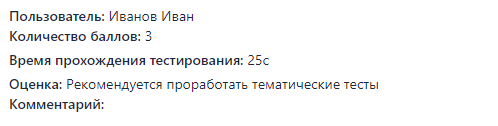 Пользователь: Иванов Иван
Количество баллов: 3
Время прохождения тестирования: 25с
Оценка: Рекомендуется проработать тематические тесты
Комментарий: